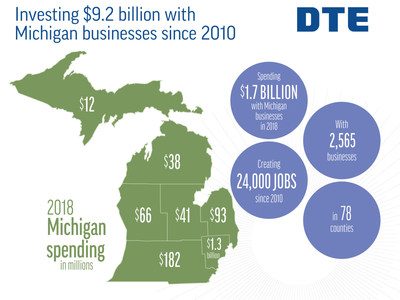 Investing $9.2 billion with
Michigan businesses since 2010
DTE
$12
$38
$66
$41
$93
$1.3
billion
$182
2018
Michigan
spending
in millions
Spending
$1.7 BILLION
with Michigan
businesses
in 2018
With
2,565
businesses
Creating
24,000 JOBS
since 2010
in 78
counties